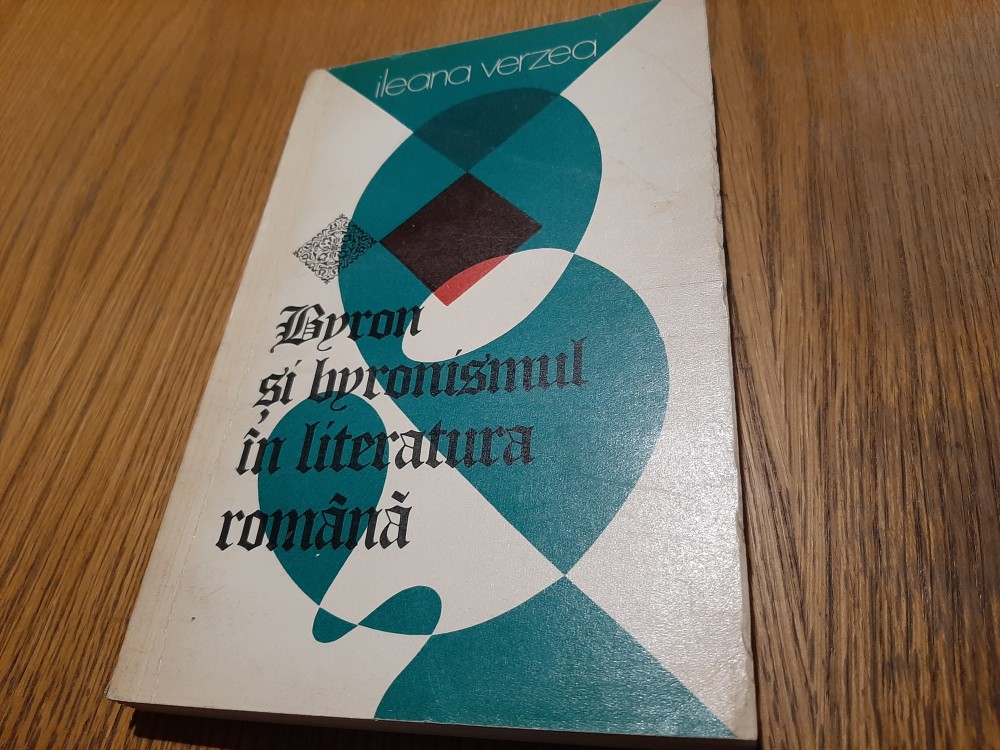 ileana verzea
Byron
și byronismul
în literatura
română